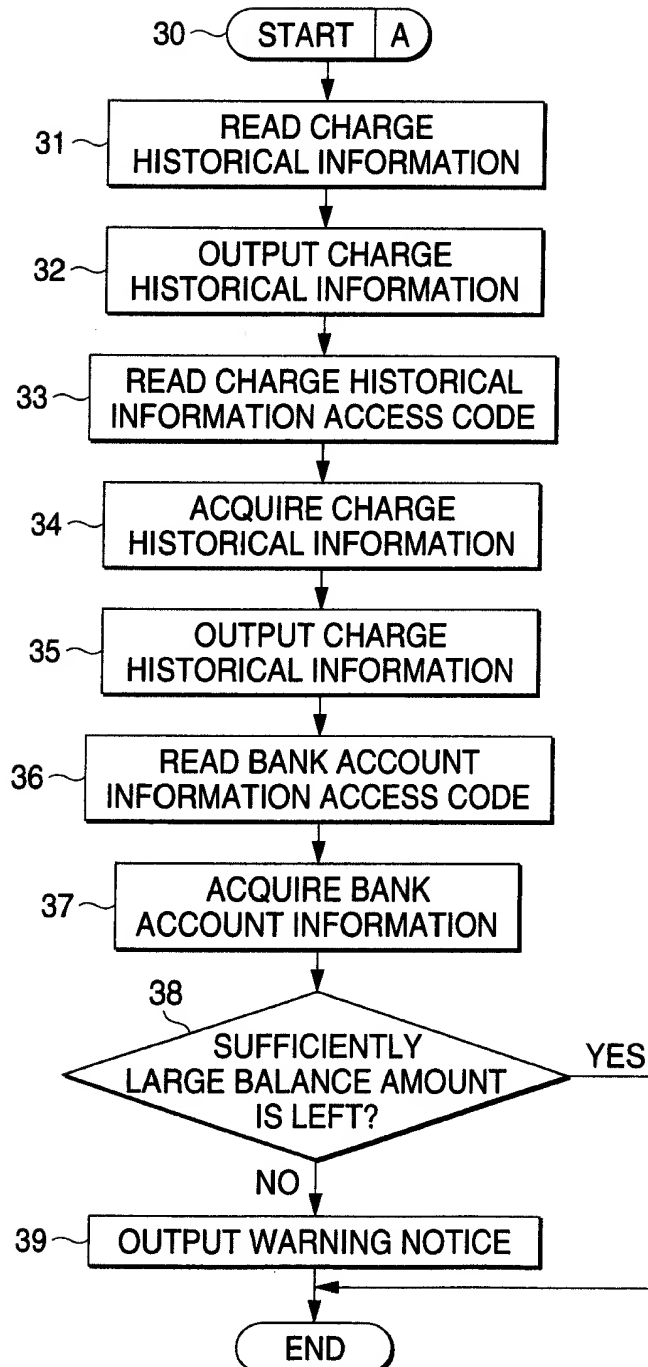 30 START A
31 READ CHARGE
HISTORICAL INFORMATION
32 OUTPUT CHARGE
HISTORICAL INFORMATION
33 READ CHARGE HISTORICAL
INFORMATION ACCESS CODE
34 ACQUIRE CHARGE
HISTORICAL INFORMATION
35 OUTPUT CHARGE
HISTORICAL INFORMATION
36 READ BANK ACCOUNT
INFORMATION ACCESS CODE
37 ACQUIRE BANK
ACCOUNT INFORMATION
38
SUFFICIENTLY
LARGE BALANCE AMOUNT
IS LEFT?
YES
NO
39 OUTPUT WARNING NOTICE
END